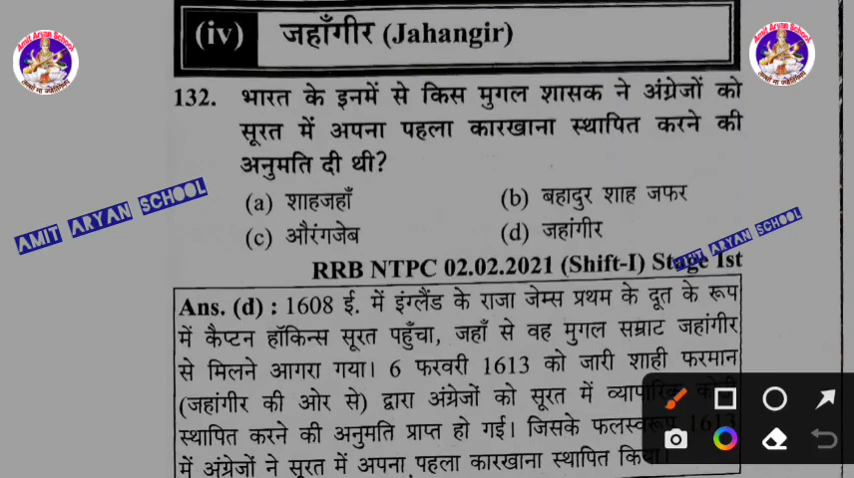 (iv) जहाँगीर (Jahangir)
132. भारत के इनमें से किस मुगल शासक ने अंग्रेजों को
सूरत में अपना पहला कारखाना स्थापित करने की
अनुमति दी थी?
(a) शाहजहाँ (b) बहादुर शाह जफर
(c) औरंगजेब (d) जहांगीर
AMIT ARYAN SCHOOL
AMIT ARYAN SCHOOL
RRB NTPC 02.02.2021 (Shift-I) Stage Ist
Ans. (d) : 1608 ई. में इंग्लैंड के राजा जेम्स प्रथम के दूत के रूप
में कैप्टन हॉकिन्स सूरत पहुँचा, जहाँ से वह मुगल सम्राट जहांगीर
से मिलने आगरा गया। 6 फरवरी 1613 को जारी शाही फरमान
(जहांगीर की ओर से) द्वारा अंग्रेजों को सूरत में व्यापारिक कोठी
स्थापित करने की अनुमति प्राप्त हो गई। जिसके फलस्वरूप 1613
में अंग्रेजों ने सूरत में अपना पहला कारखाना स्थापित किया।